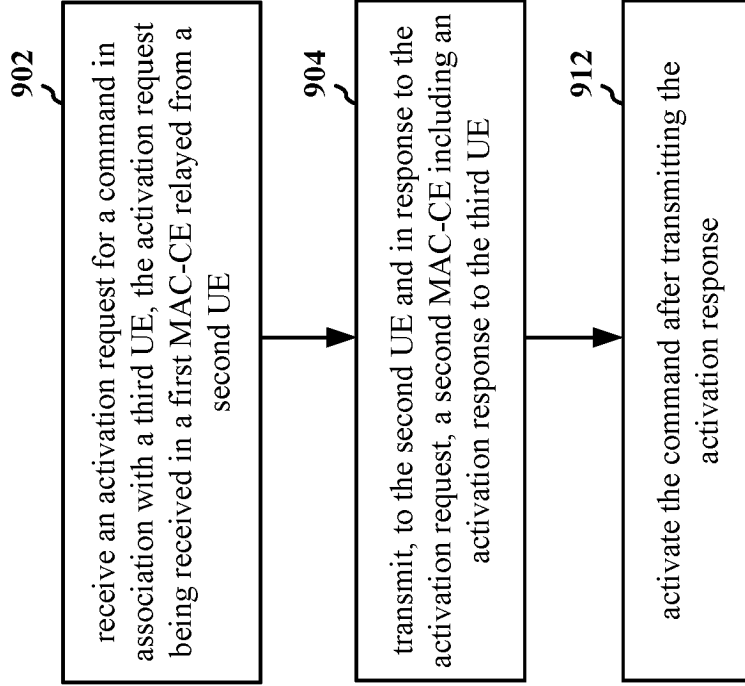 902
receive an activation request for a command in
association with a third UE, the activation request
being received in a first MAC-CE relayed from a
second UE
904
transmit, to the second UE and in response to the
activation request, a second MAC-CE including an
activation response to the third UE
912
activate the command after transmitting the
activation response